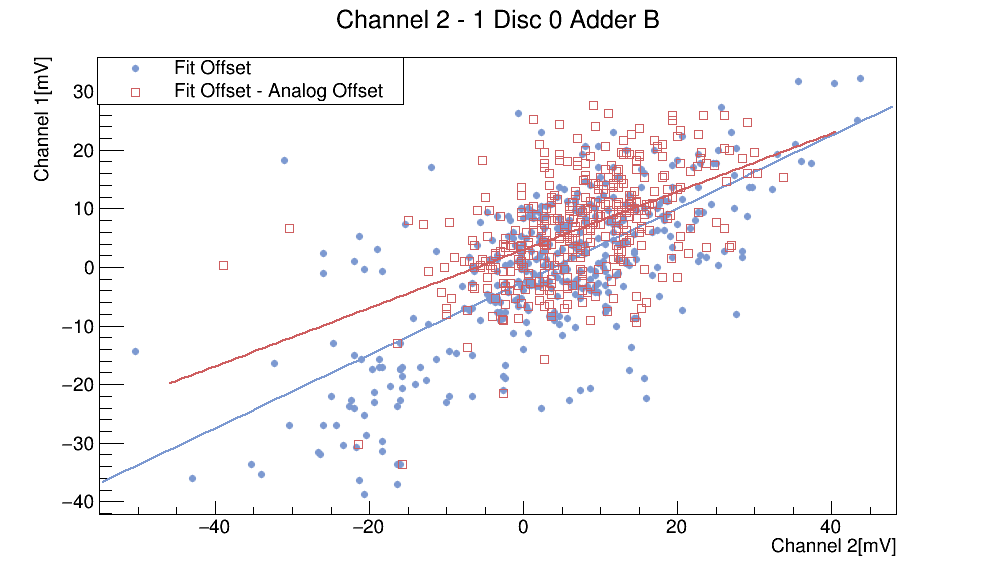 Channel 2 - 1 Disc 0 Adder B
Channel 1[mV]
Fit Offset
Fit Offset - Analog Offset
30
20
10
0
−10
−20
−30
−40
−40 −20 0 20 40
Channel 2[mV]